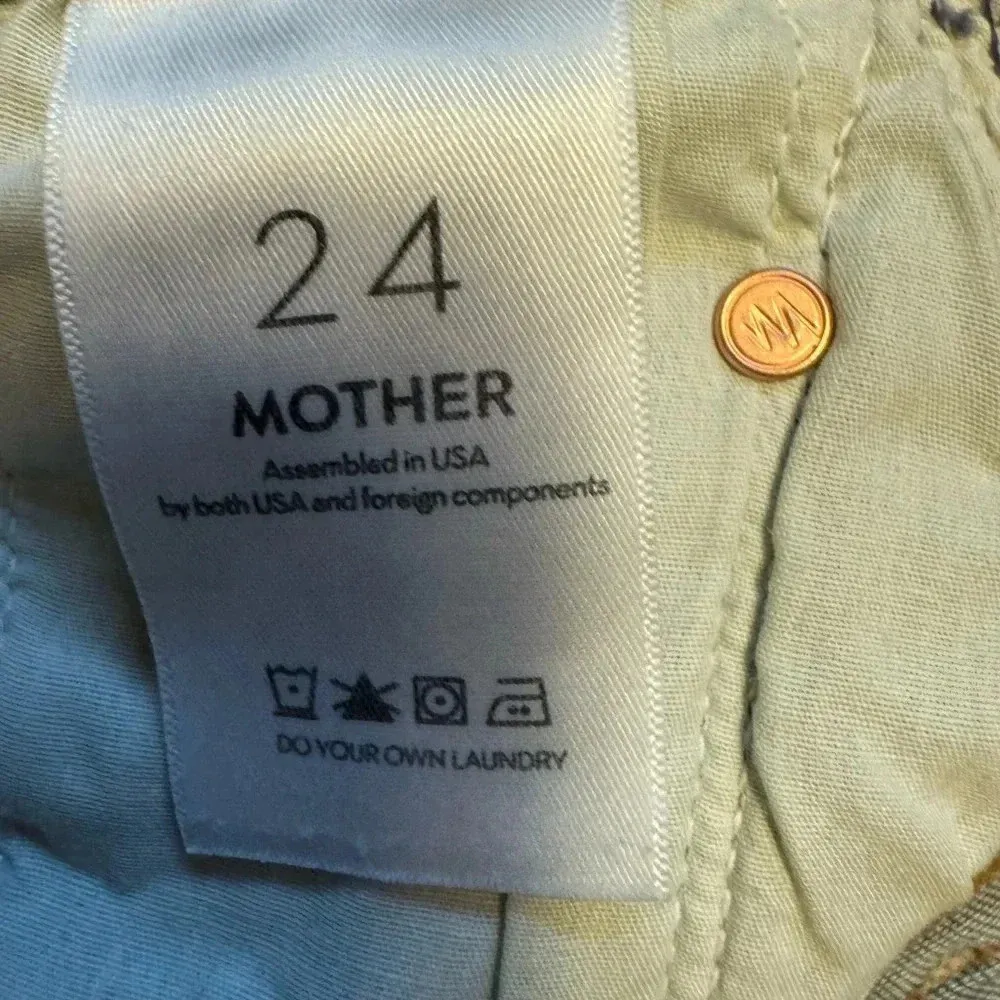 24
MOTHER
Assembled in USA
by both USA and foreign components
DO YOUR OWN LAUNDRY
M